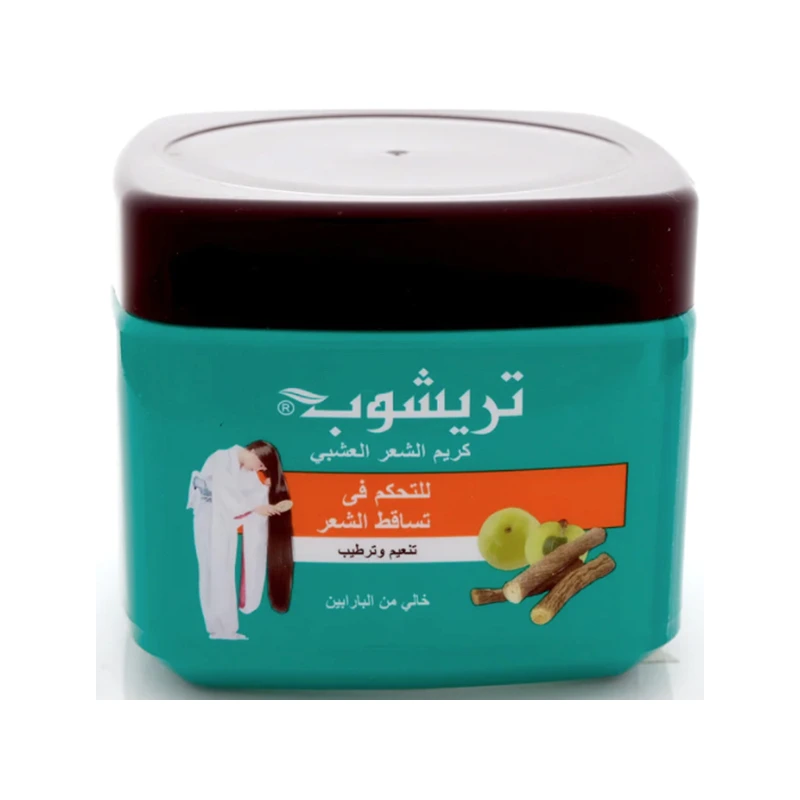 تريشوب®
كريم الشعر العشبي
للتحكم فى
تساقط الشعر
تنعيم وترطيب
خالي من البارابين